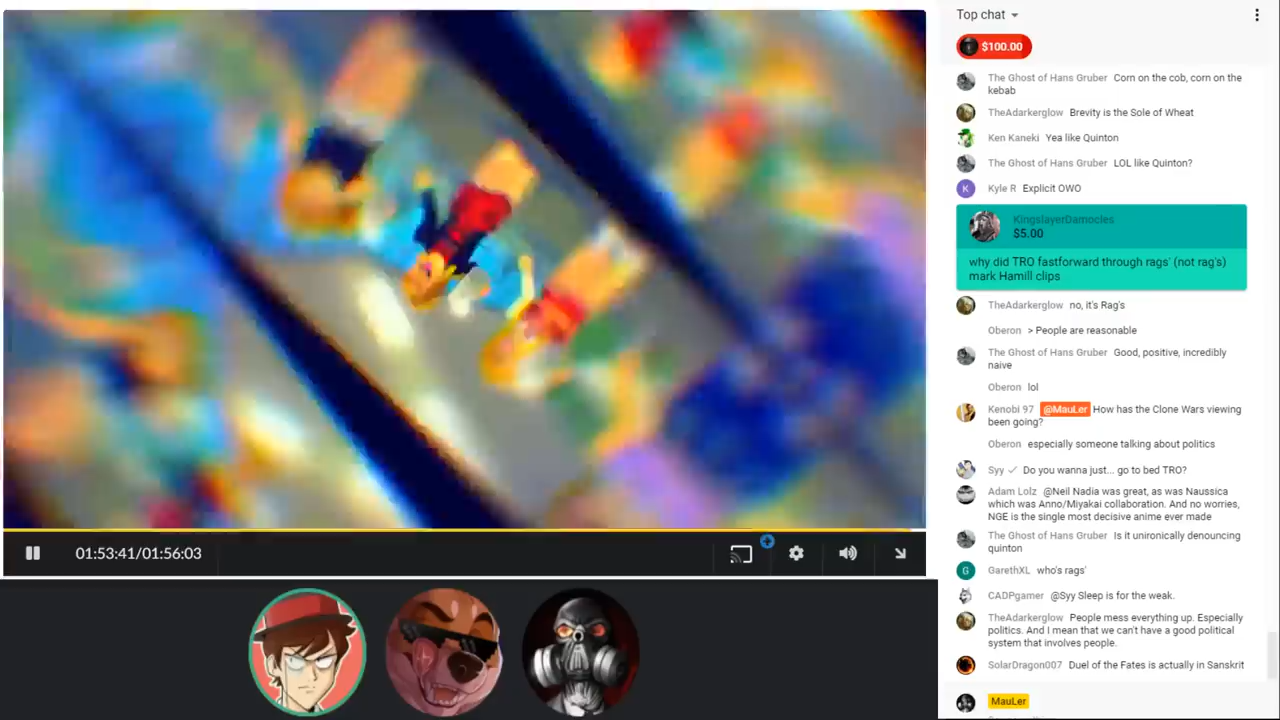 Top chat
$100.00
The Ghost of Hans Gruber Corn on the cob, corn on the
kebab
TheAdarkerglow Brevity is the Sole of Wheat
Ken Kaneki Yea like Quinton
The Ghost of Hans Gruber LOL like Quinton?
K Kyle R Explicit OWO
KingslayerDamocles
$5.00
why did TRO fastforward through rags' (not rag's)
mark Hamill clips
TheAdarkerglow no, it's Rag's
Oberon > People are reasonable
The Ghost of Hans Gruber Good, positive, incredibly
naive
Oberon lol
Kenobi 97 @MauLer How has the Clone Wars viewing
been going?
Oberon especially someone talking about politics
Syy Do you wanna just... go to bed TRO?
Adam Lolz @Neil Nadia was great, as was Naussica
which was Anno/Miyakai collaboration. And no worries,
NGE is the single most decisive anime ever made
The Ghost of Hans Gruber Is it unironically denouncing
quinton
G GarethXL who's rags'
CADPgamer @Syy Sleep is for the weak.
TheAdarkerglow People mess everything up. Especially
politics. And I mean that we can't have a good political
system that involves people.
SolarDragon007 Duel of the Fates is actually in Sanskrit
MauLer
01:53:41/01:56:03